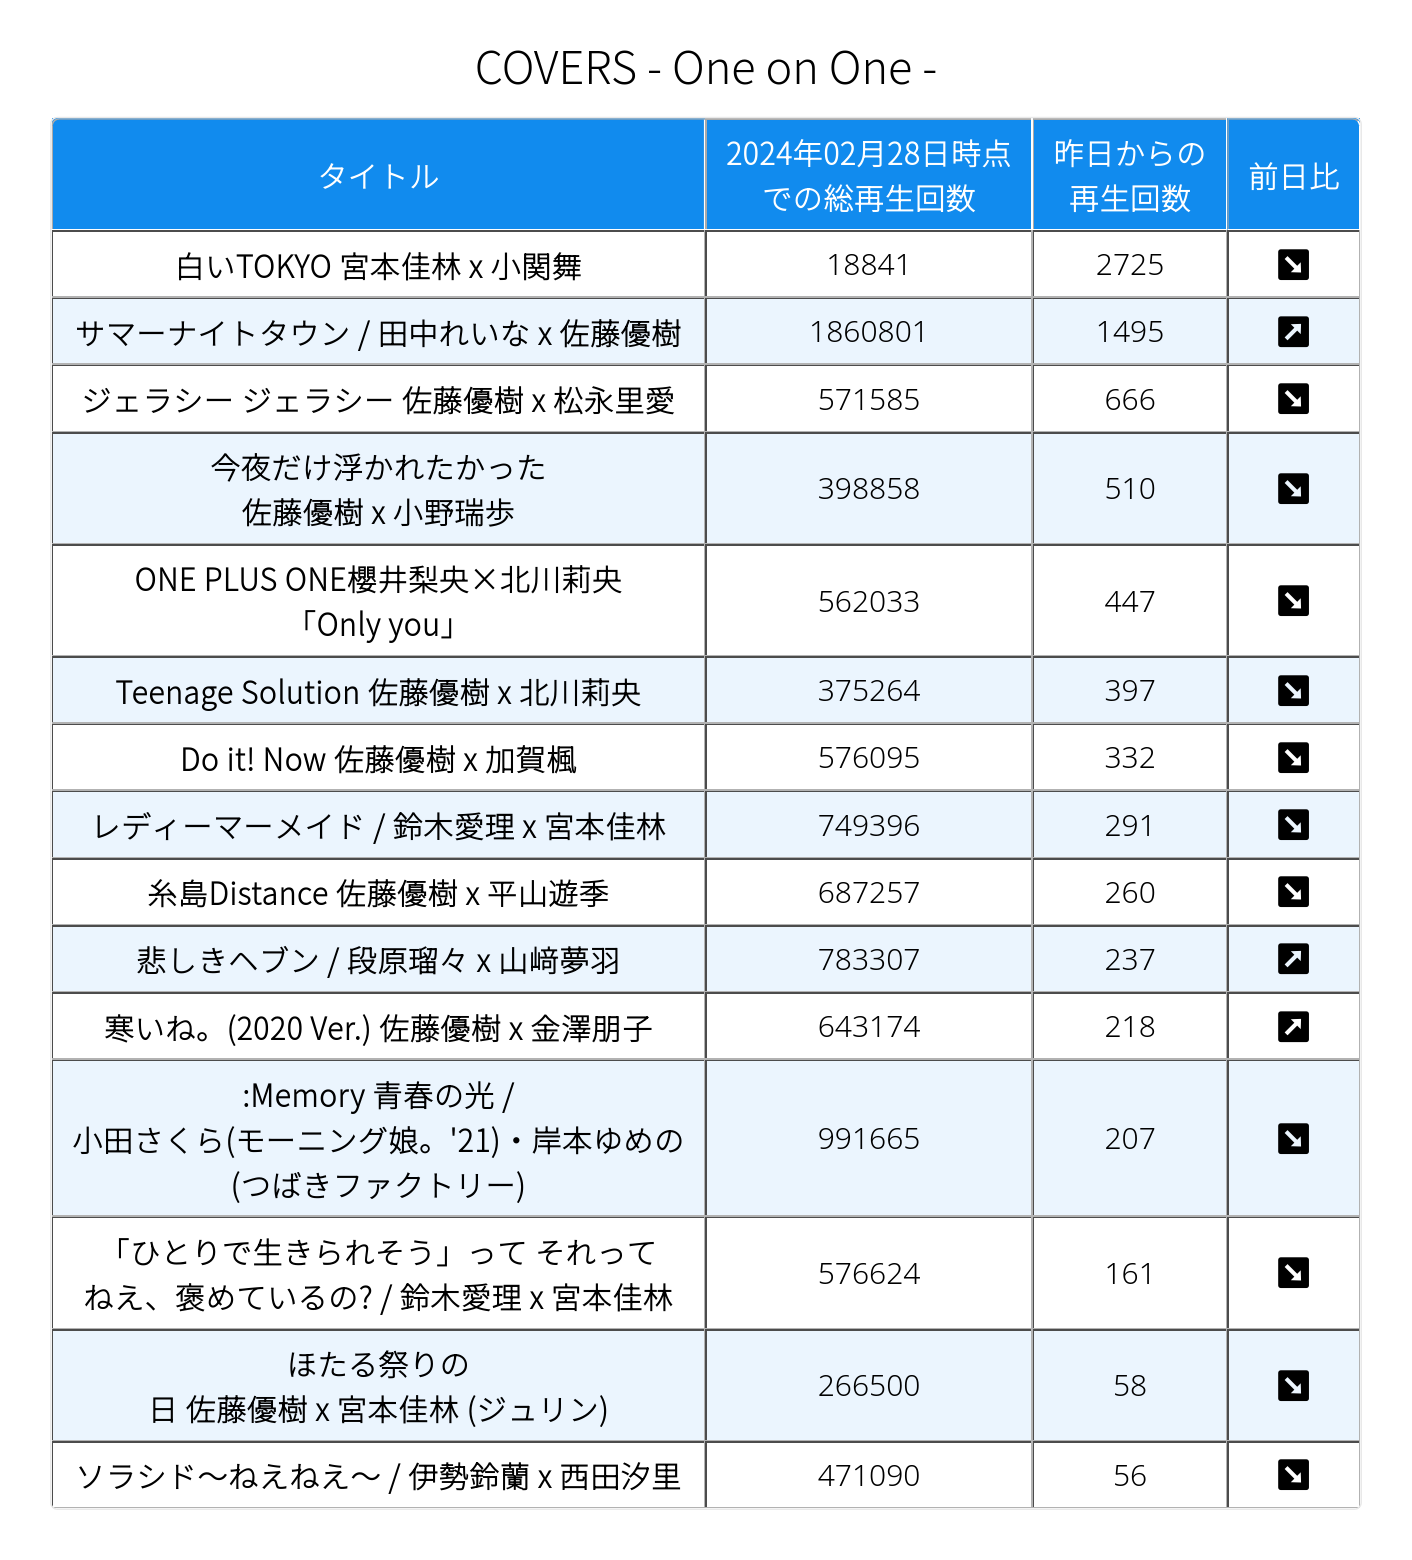 COVERS - One on One -
タイトル
2024年02月28日時点
での総再生回数
昨日からの
再生回数
前日比
白いTOKYO 宮本佳林 x 小関舞
18841
2725
サマーナイトタウン / 田中れいな x 佐藤優樹
1860801
1495
ジェラシー ジェラシー 佐藤優樹 x 松永里愛
571585
666
今夜だけ浮かれたかった
佐藤優樹 x 小野瑞歩
398858
510
ONE PLUS ONE櫻井梨央×北川莉央
「Only you」
562033
447
Teenage Solution 佐藤優樹 x 北川莉央
375264
397
Do it! Now 佐藤優樹 x 加賀楓
576095
332
レディーマーメイド / 鈴木愛理 x 宮本佳林
749396
291
糸島Distance 佐藤優樹 x 平山遊季
687257
260
悲しきヘブン / 段原瑠々 x 山﨑夢羽
783307
237
寒いね。(2020 Ver.) 佐藤優樹 x 金澤朋子
643174
218
:Memory 青春の光 /
小田さくら(モーニング娘。'21)・岸本ゆめの
(つばきファクトリー)
991665
207
「ひとりで生きられそう」って それって
ねえ、褒めているの? / 鈴木愛理 x 宮本佳林
576624
161
ほたる祭りの
日 佐藤優樹 x 宮本佳林 (ジュリン)
266500
58
ソラシド～ねえねえ～ / 伊勢鈴蘭 x 西田汐里
471090
56